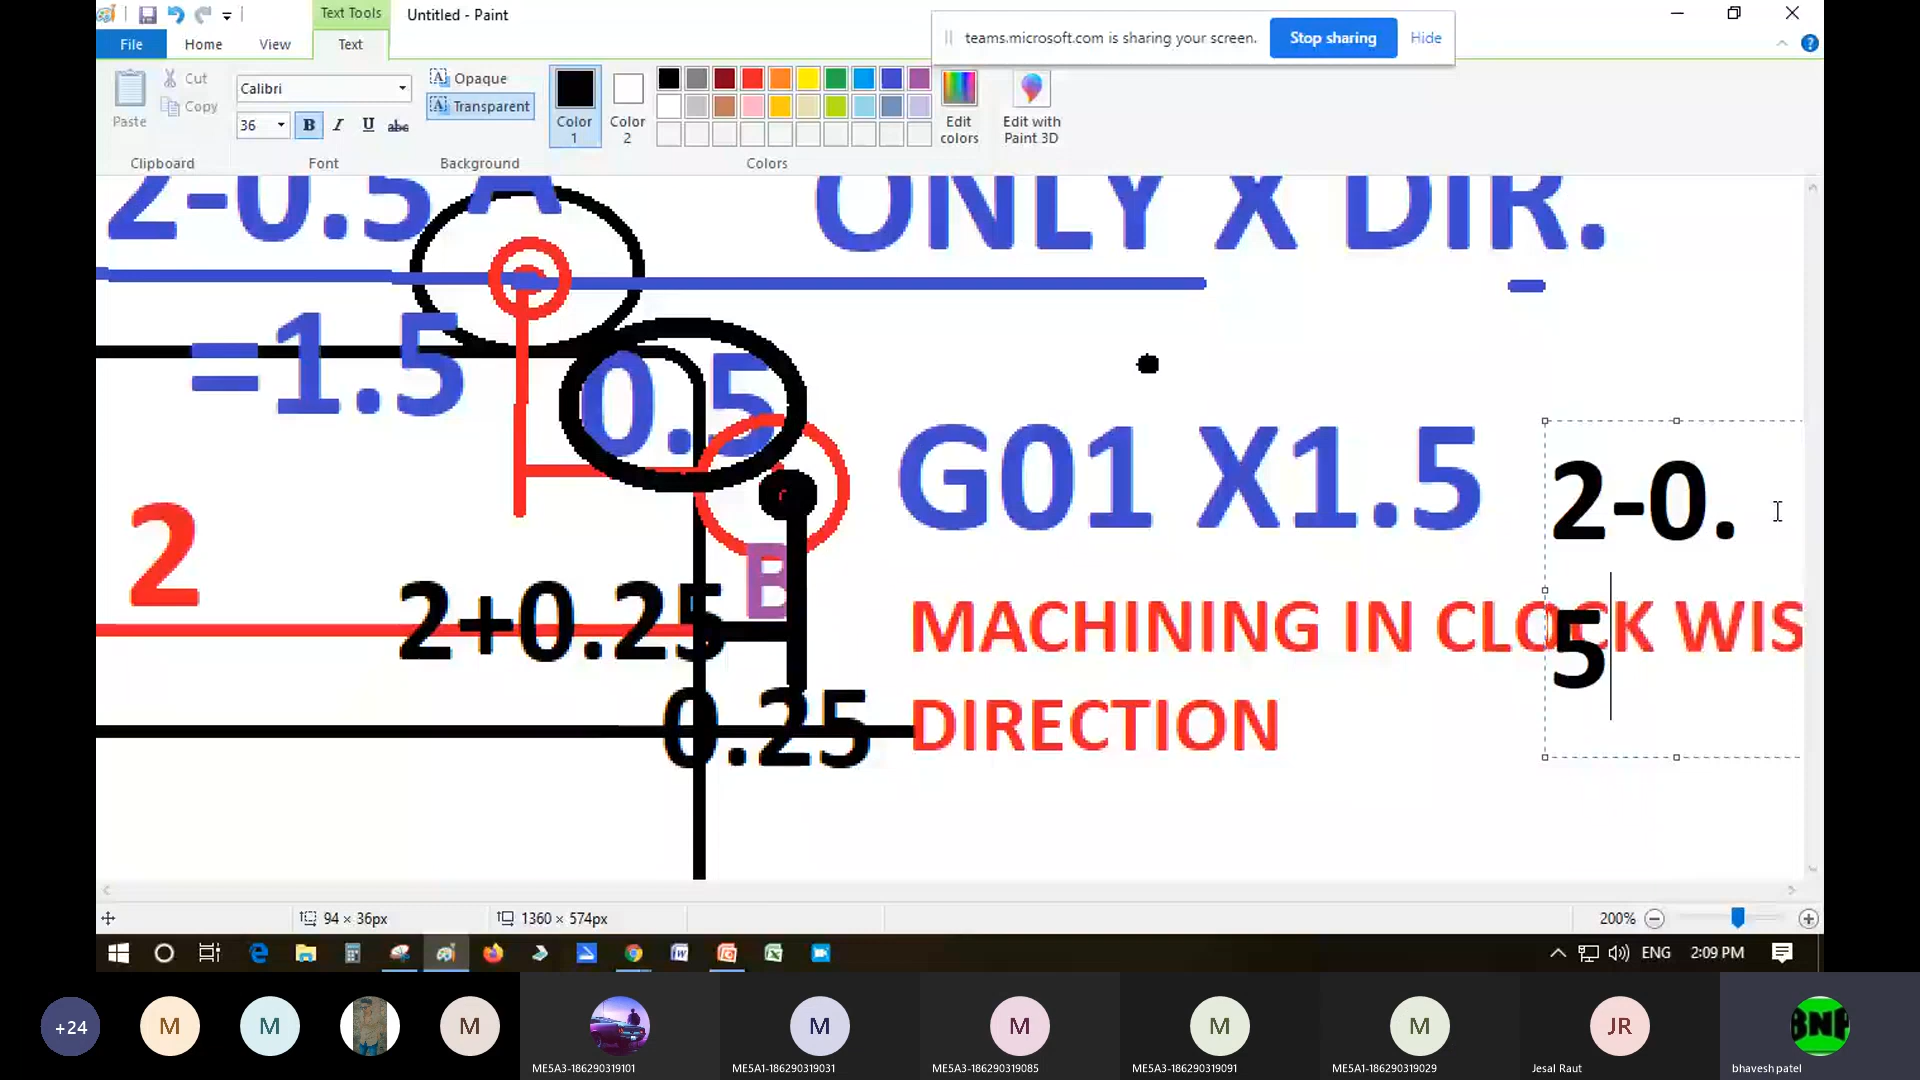 Text Tools
Untitled - Paint
teams.microsoft.com is sharing your screen.
Stop sharing
Hide
File
Home
View
Text
Paste
Cut
Copy
Calibri
36
B
I
U
abc
Opaque
Transparent
Color
1
Color
2
Edit
colors
Edit with
Paint 3D
Clipboard
Font
Background
Colors
2-0.5 A
ONLY X DIR.
=1.5
0.5
G01 X1.5
2-0.
5
2
B
2+0.25
MACHINING IN CLOCK WIS
DIRECTION
0.25
94 × 36px
1360 × 574px
200%
ENG
2:09 PM
+24
M
M
M
M
M
M
M
JR
BNP
ME5A3-186290319101
ME5A1-186290319031
ME5A3-186290319085
ME5A3-186290319091
ME5A1-186290319029
Jesal Raut
bhavesh patel